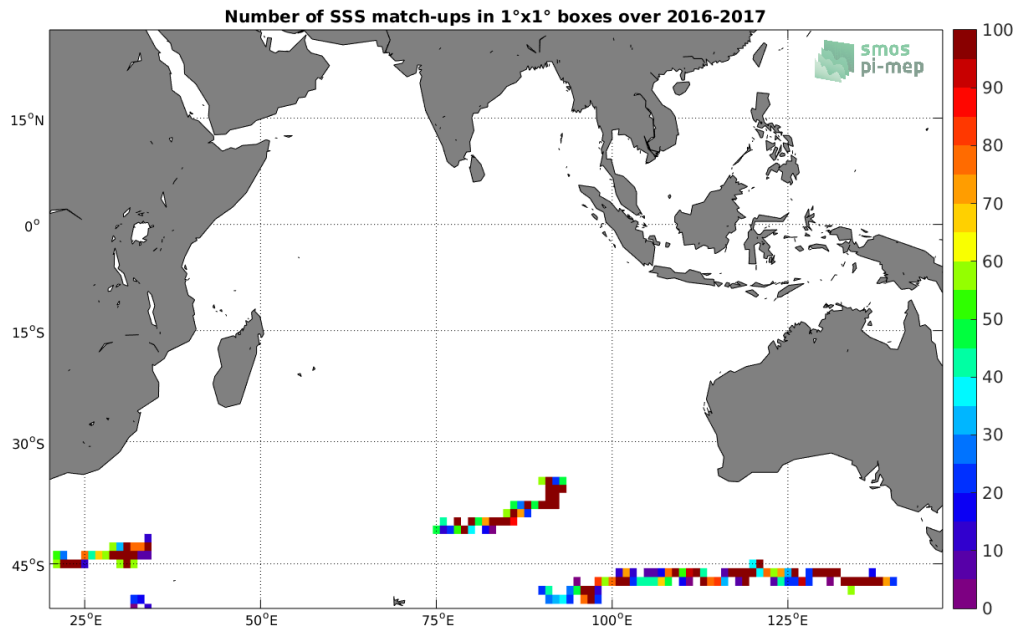 Number of SSS match-ups in 1°x1° boxes over 2016-2017
smos
pi-mep
100
90
80
70
60
50
40
30
20
10
0
15°N
0°
15°S
30°S
45°S
25°E
50°E
75°E
100°E
125°E